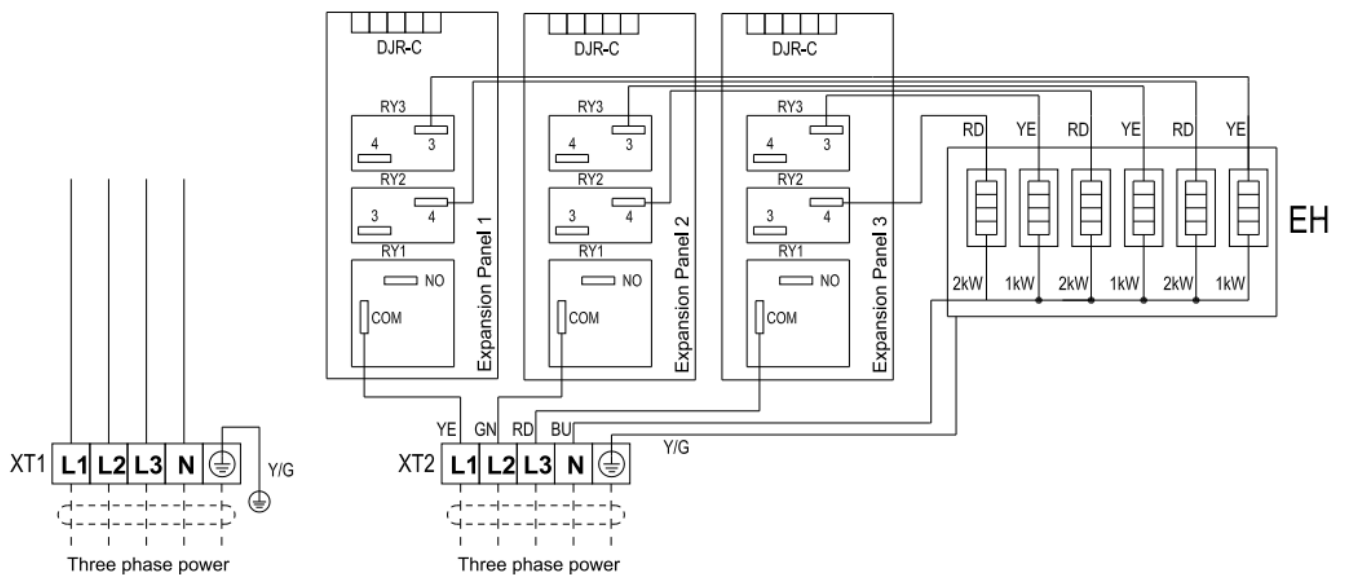 DJR-C DJR-C DJR-C
RY3 RY3 RY3
RD YE RD YE RD YE
4 3 4 3 4 3
RY2 RY2 RY2
3 4 3 4 3 4
EH
RY1 RY1 RY1
NO NO NO
2kW 1kW 2kW 1kW 2kW 1kW
COM COM COM
Expansion Panel 1
Expansion Panel 2
Expansion Panel 3
YE GN RD BU
Y/G
XT1 L1 L2 L3 N Y/G
XT2 L1 L2 L3 N
Three phase power Three phase power